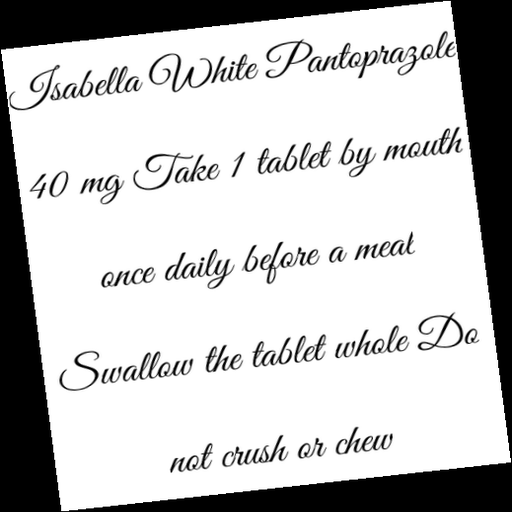 Isabella White Pantoprazole
40 mg Take 1 tablet by mouth
once daily before a meal
Swallow the tablet whole Do
not crush or chew